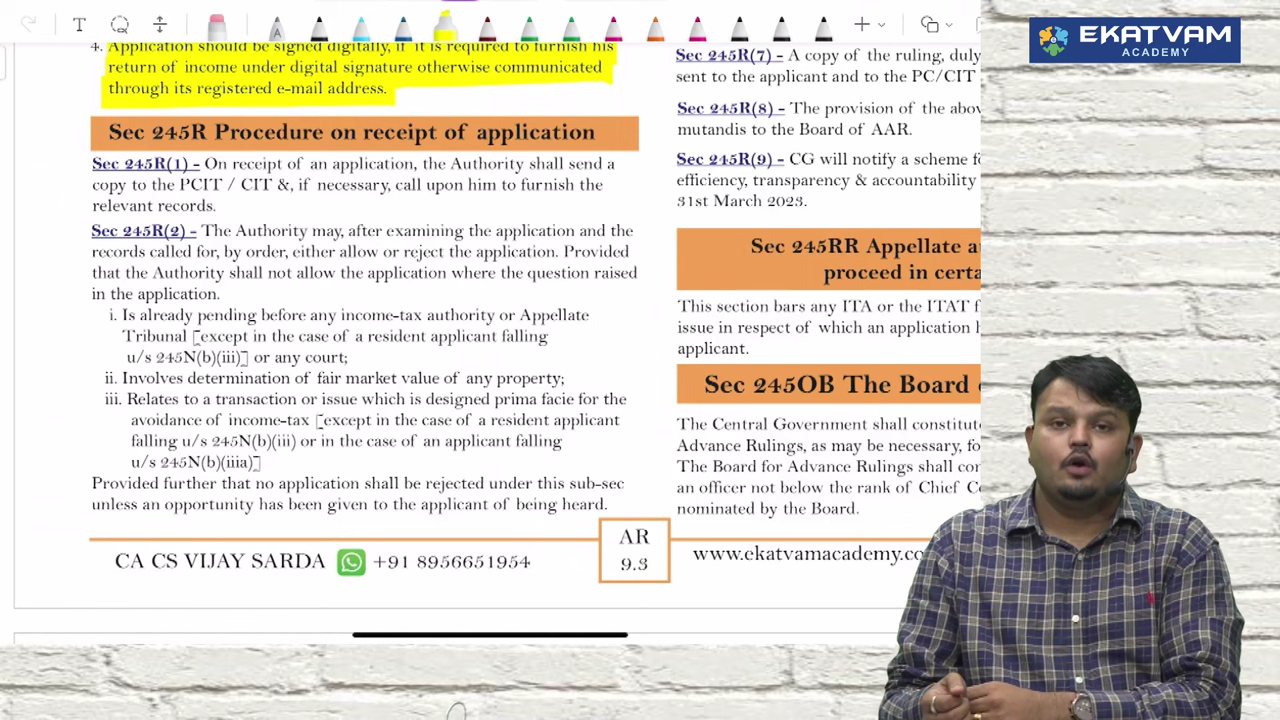 4. Application should be signed digitally, if it is required to furnish his
return of income under digital signature otherwise communicated
through its registered e-mail address.
Sec 245R Procedure on receipt of application
Sec 245R(1) - On receipt of an application, the Authority shall send a
copy to the PCIT / CIT &, if necessary, call upon him to furnish the
relevant records.
Sec 245R(2) - The Authority may, after examining the application and the
records called for, by order, either allow or reject the application. Provided
that the Authority shall not allow the application where the question raised
in the application.
i. Is already pending before any income-tax authority or Appellate
Tribunal [except in the case of a resident applicant falling
u/s 245N(b)(iii)] or any court;
ii. Involves determination of fair market value of any property;
iii. Relates to a transaction or issue which is designed prima facie for the
avoidance of income-tax [except in the case of a resident applicant
falling u/s 245N(b)(iii) or in the case of an applicant falling
u/s 245N(b)(iiia)]
Provided further that no application shall be rejected under this sub-sec
unless an opportunity has been given to the applicant of being heard.
Sec 245R(7) - A copy of the ruling, duly
sent to the applicant and to the PC/CIT
Sec 245R(8) - The provision of the
mutandis to the Board of AAR.
Sec 245R(9) - CG will notify a scheme
efficiency, transparency & accountability
31st March 2023.
Sec 245RR Appellate
proceed in
This section bars any ITA or the ITAT
issue in respect of which an application
applicant.
Sec 245OB The Board
The Central Government shall
Advance Rulings, as may be necessary,
The Board for Advance Rulings shall
an officer not below the rank of Chief
nominated by the Board.
CA CS VIJAY SARDA +91 8956651954
AR
9.3
www.ekatvamacademy.co
EKATVAM
ACADEMY
T
A